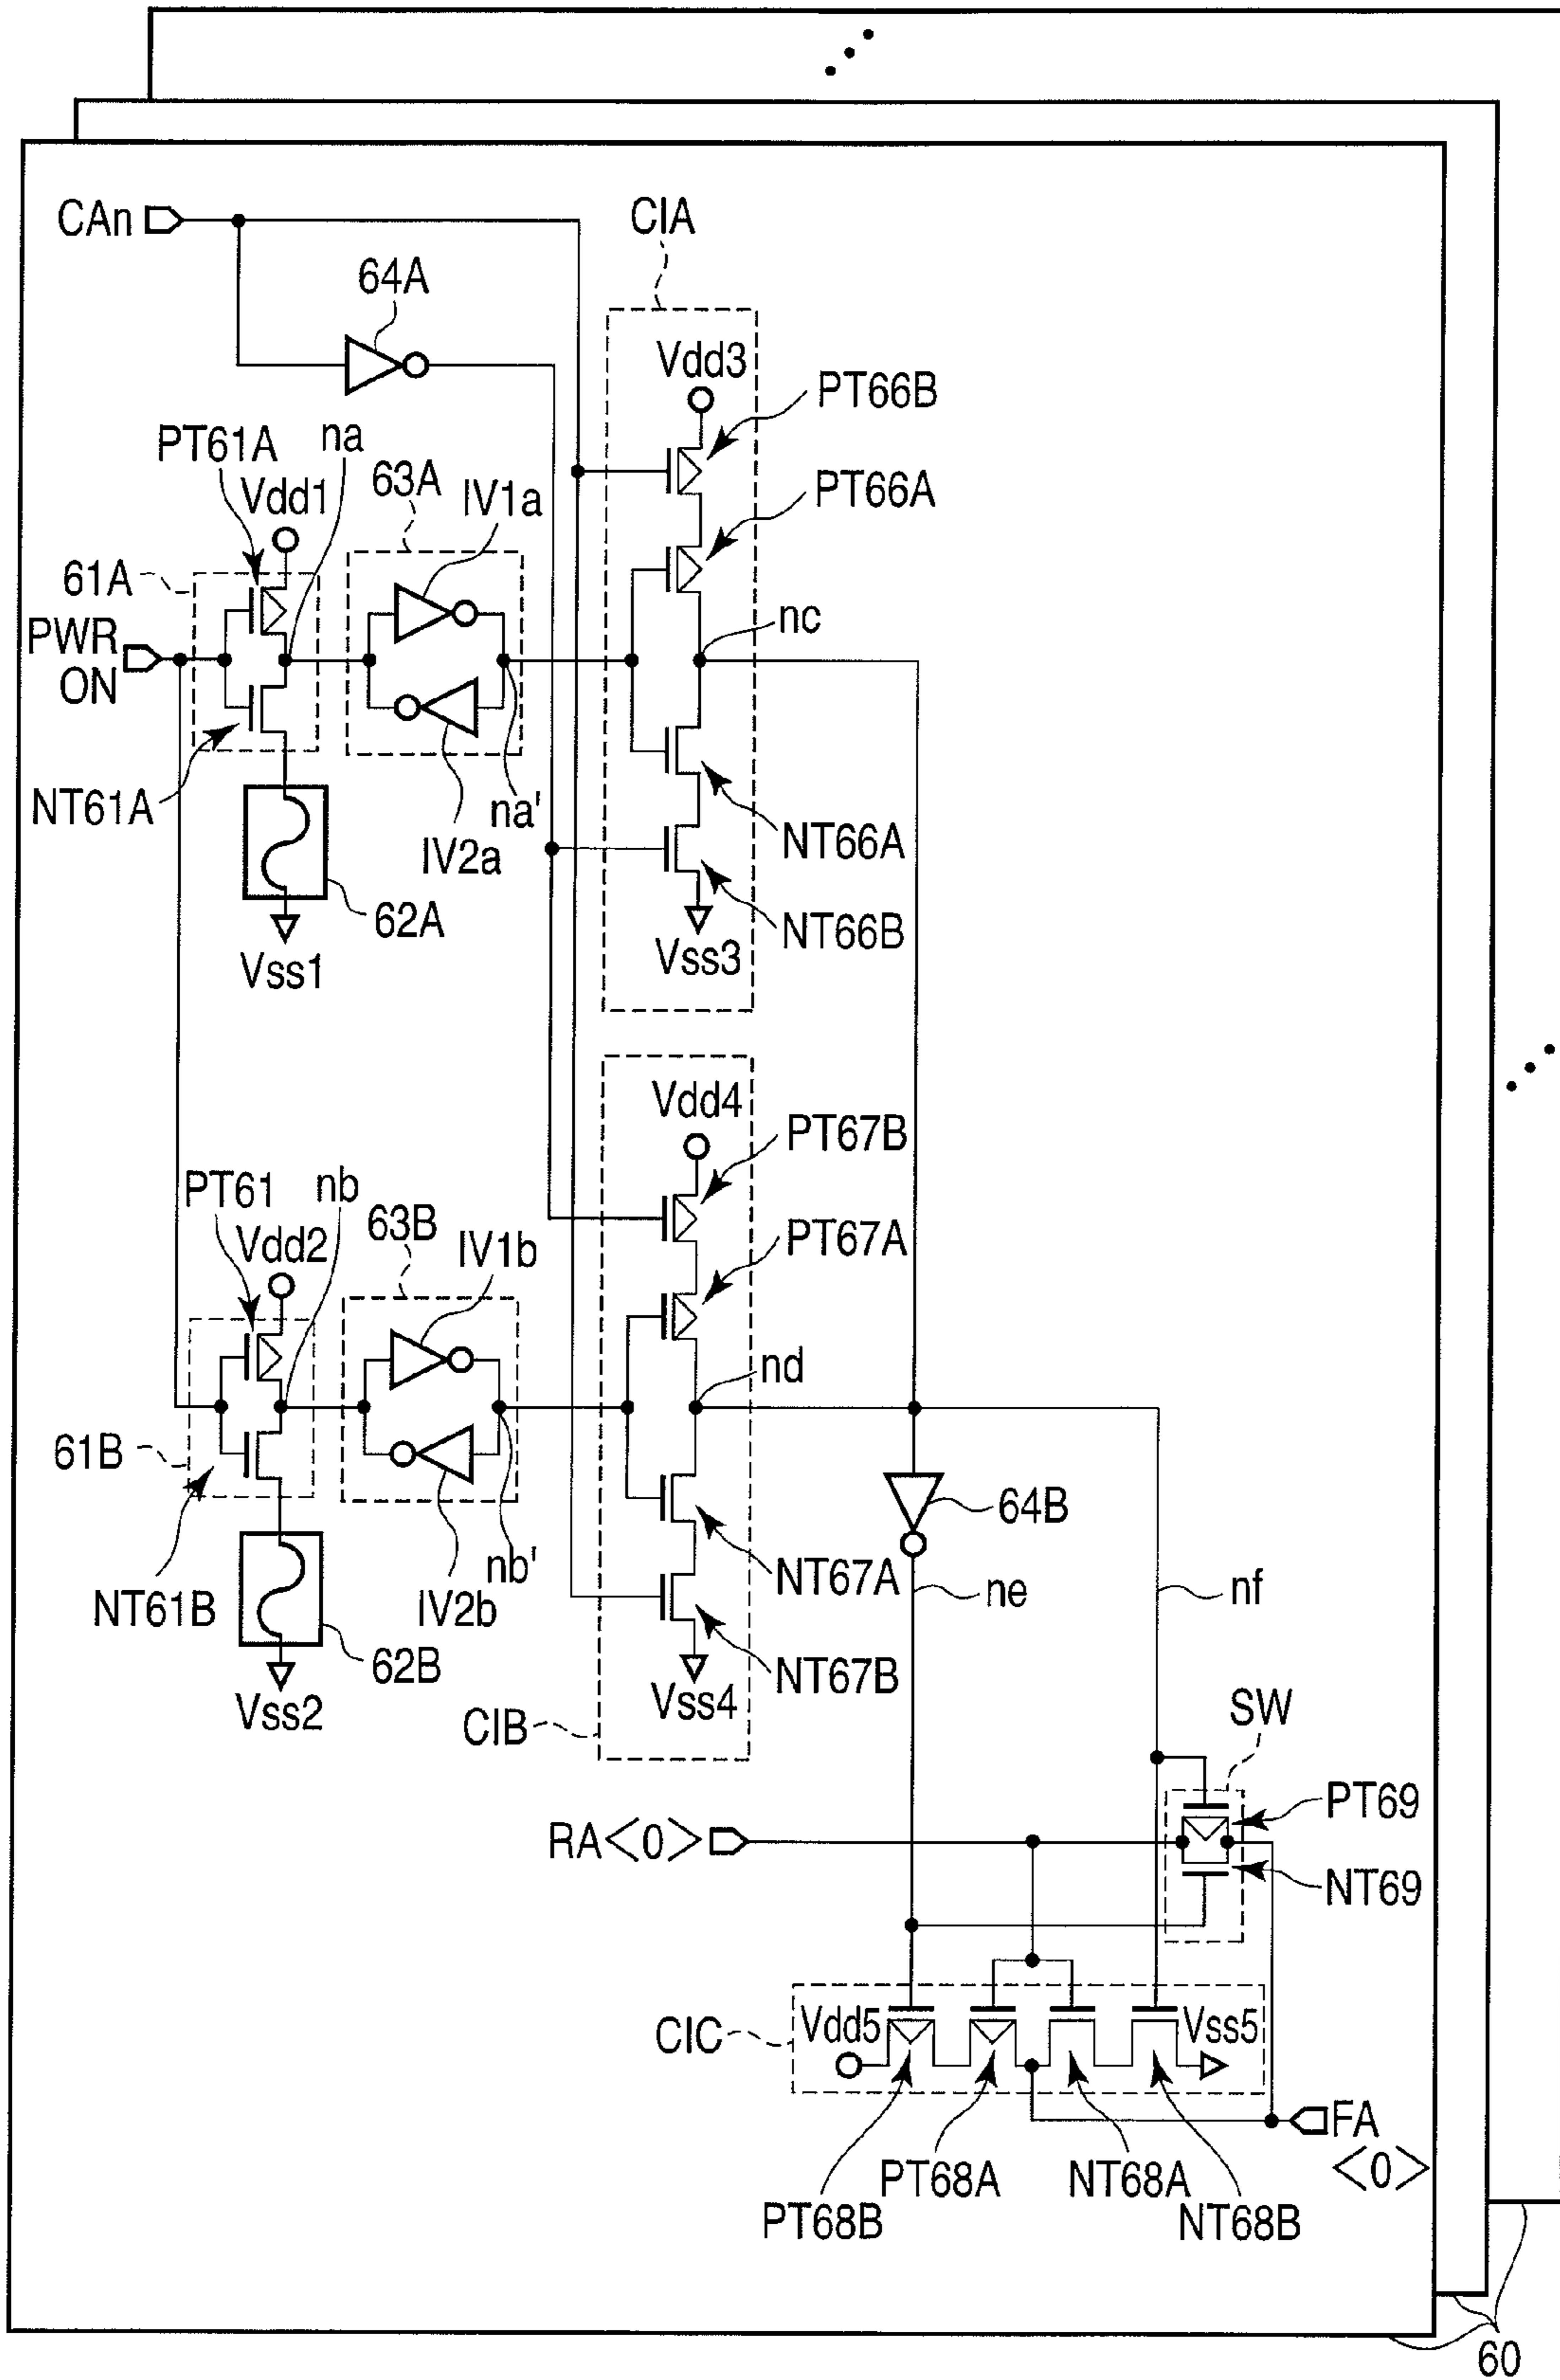 CAn
CIA
64A
Vdd3
PT66B
PT61A
na
63A
IV1a
PT66A
Vdd1
61A
PWR
ON
nc
NT61A
na'
IV2a
NT66A
62A
NT66B
Vss1
Vss3
Vdd4
PT67B
PT61
nb
63B
IV1b
PT67A
Vdd2
nd
61B
64B
nb'
NT61B
IV2b
NT67A
ne
nf
62B
NT67B
Vss2
Vss4
CIB
SW
PT69
RA<0>
NT69
CIC
Vdd5
Vss5
FA
<0>
PT68A
NT68A
PT68B
NT68B
60